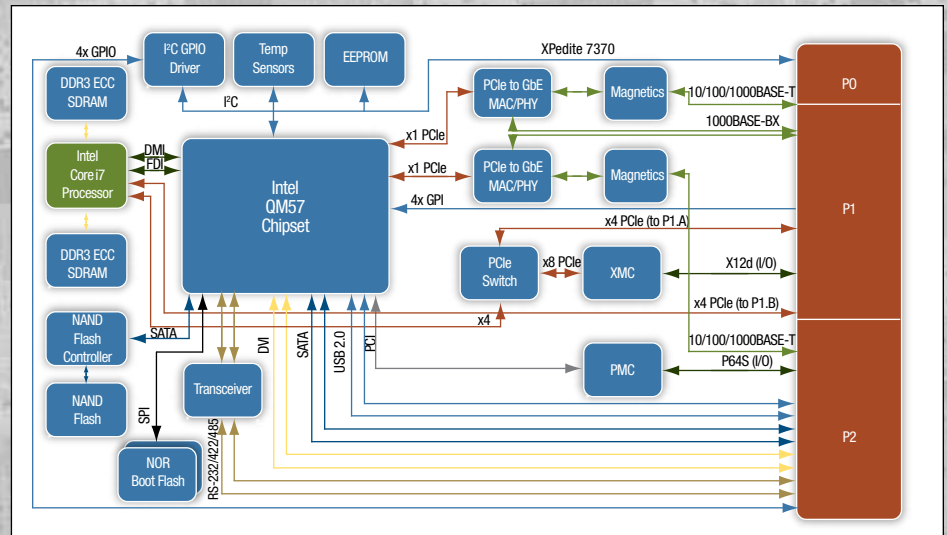 4x GPIO
I²C GPIO
Driver
Temp
Sensors
EEPROM
XPedite 7370
P0
DDR3 ECC
SDRAM
I²C
PCIe to GbE
MAC/PHY
Magnetics
10/100/1000BASE-T
1000BASE-BX
x1 PCIe
Intel
Core i7
Processor
DMI
FDI
Intel
QM57
Chipset
x1 PCIe
PCIe to GbE
MAC/PHY
Magnetics
4x GPI
P1
DDR3 ECC
SDRAM
x4 PCIe (to P1.A)
PCIe
Switch
x8 PCIe
XMC
X12d (I/O)
x4 PCIe (to P1.B)
x4
NAND
Flash
Controller
SATA
DVI
SATA
USB 2.0
PCI
10/100/1000BASE-T
P64S (I/O)
PMC
Transceiver
NAND
Flash
SPI
RS-232/422/485
P2
NOR
Boot Flash